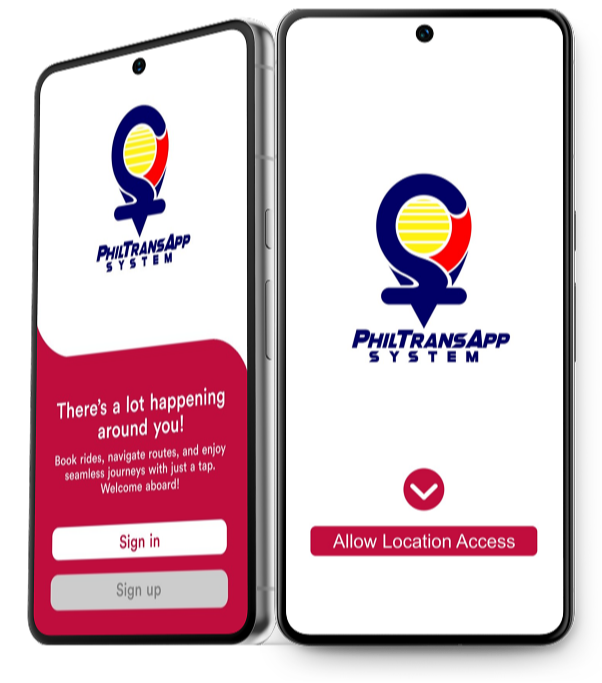 PHILTRANSAPP
SYSTEM
There's a lot happening
around you!
Book rides, navigate routes, and enjoy
seamless journeys with just a tap.
Welcome aboard!
Sign in
Sign up
PHILTRANSAPP
SYSTEM
Allow Location Access